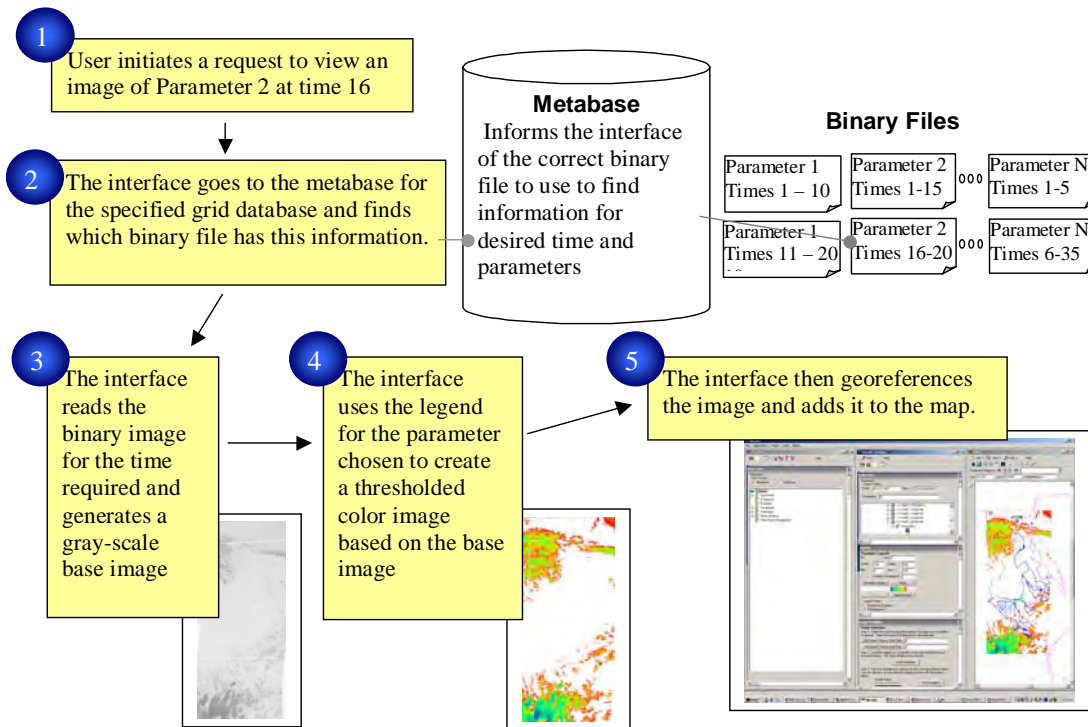 1
User initiates a request to view an
image of Parameter 2 at time 16
2
The interface goes to the metabase for
the specified grid database and finds
which binary file has this information.
Metabase
Informs the interface
of the correct binary
file to use to find
information for
desired time and
parameters
Binary Files
Parameter 1
Times 1 – 10
Parameter 2
Times 1-15
Parameter N
Times 1-5
Parameter 1
Times 11 – 20
Parameter 2
Times 16-20
Parameter N
Times 6-35
3
The interface
reads the
binary image
for the time
required and
generates a
gray-scale
base image
4
The interface
uses the legend
for the parameter
chosen to create
a thresholded
color image
based on the base
image
5
The interface then georeferences
the image and adds it to the map.